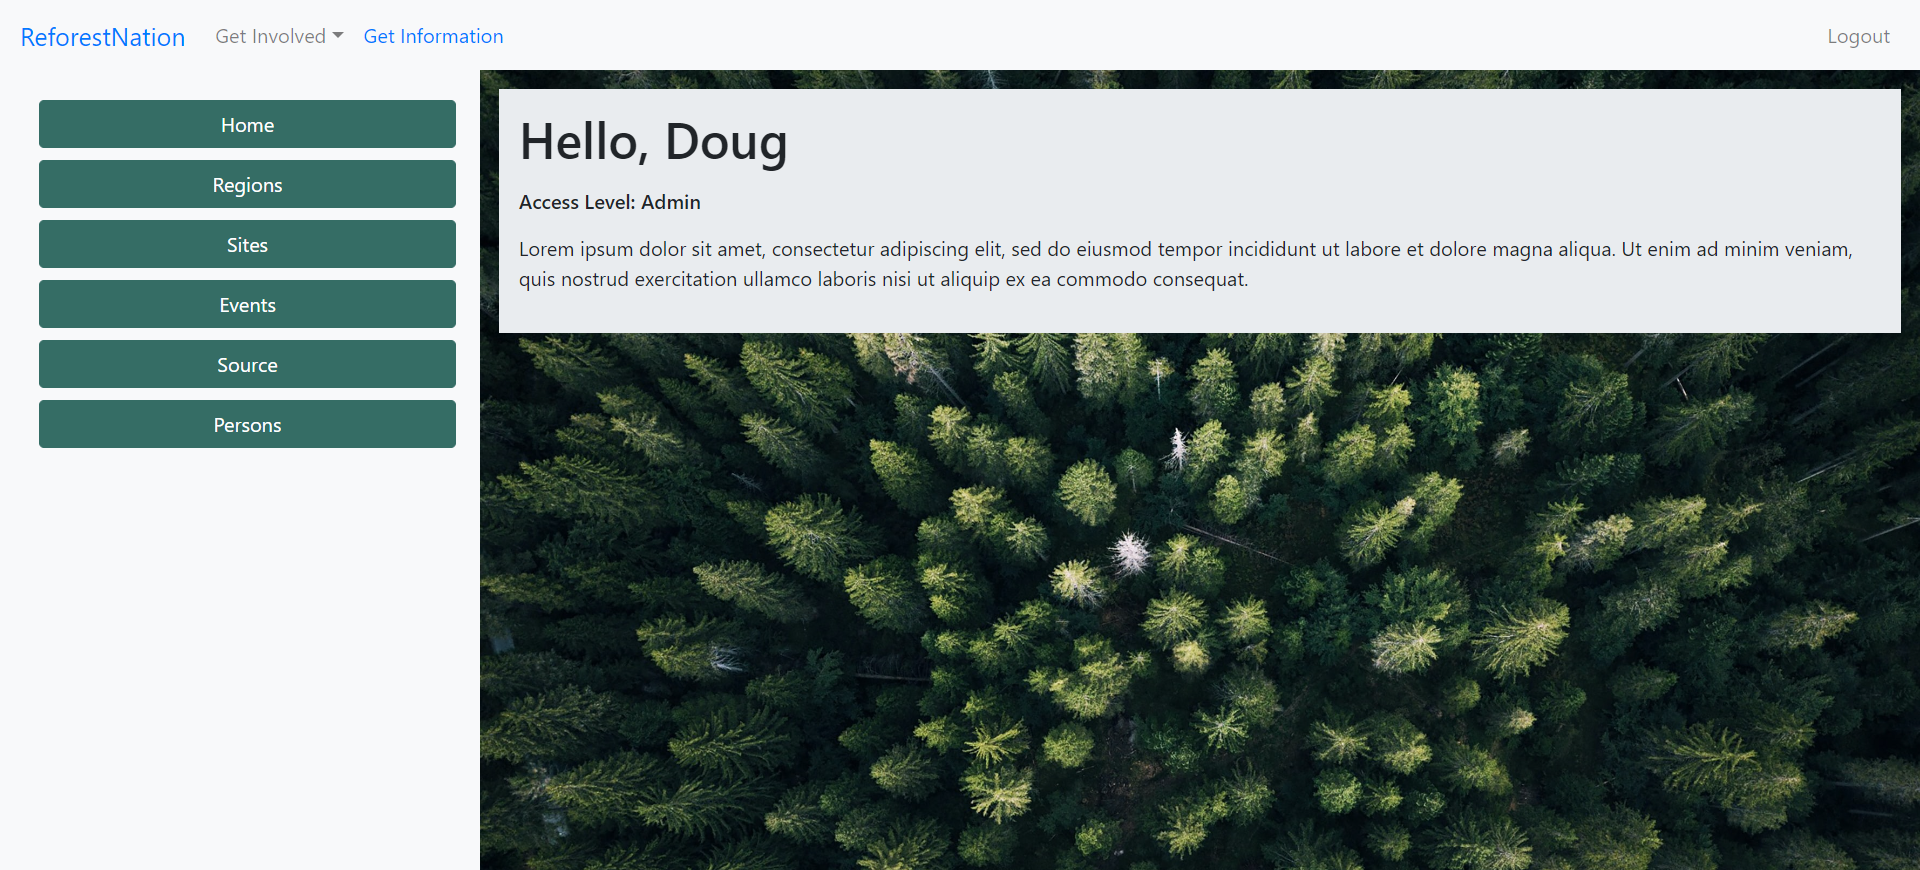 ReforestNation Get Involved Get Information Logout
Home
Regions
Sites
Events
Source
Persons
Hello, Doug
Access Level: Admin
Lorem ipsum dolor sit amet, consectetur adipiscing elit, sed do eiusmod tempor incididunt ut labore et dolore magna aliqua. Ut enim ad minim veniam,
quis nostrud exercitation ullamco laboris nisi ut aliquip ex ea commodo consequat.